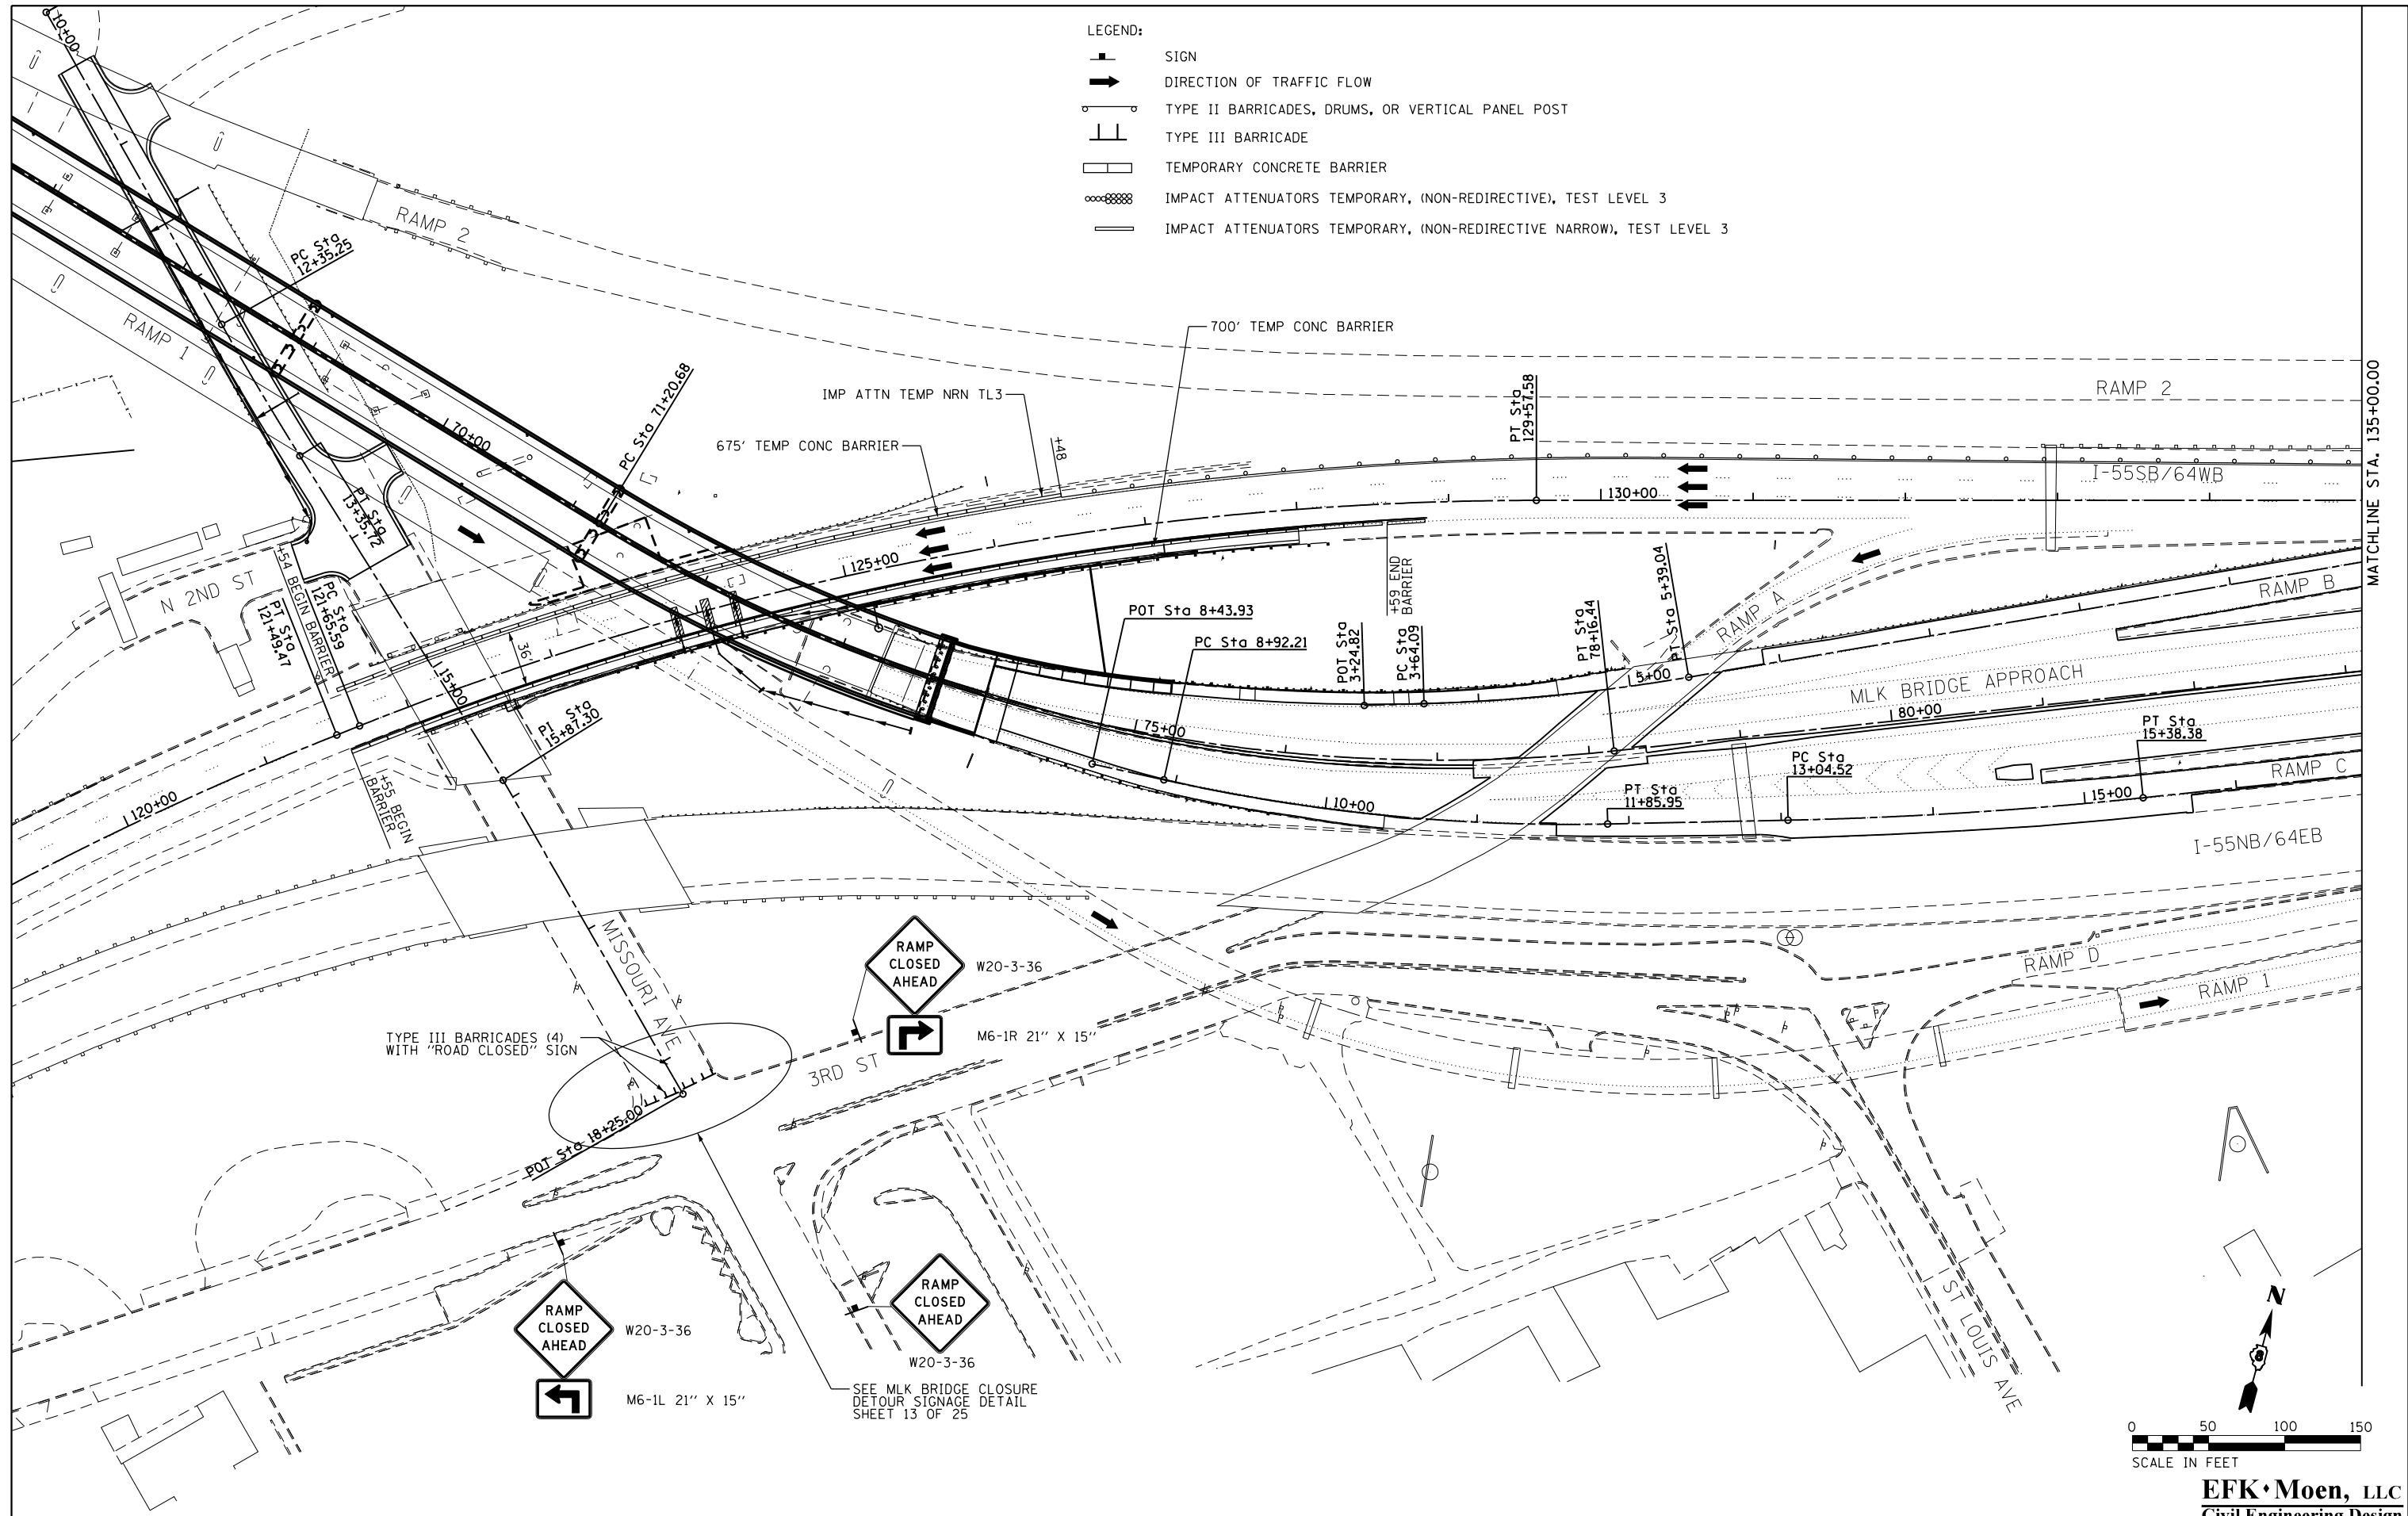 LEGEND:
SIGN
DIRECTION OF TRAFFIC FLOW
TYPE II BARRICADES, DRUMS, OR VERTICAL PANEL POST
TYPE III BARRICADE
TEMPORARY CONCRETE BARRIER
IMPACT ATTENUATORS TEMPORARY, (NON-REDIRECTIVE), TEST LEVEL 3
IMPACT ATTENUATORS TEMPORARY, (NON-REDIRECTIVE NARROW), TEST LEVEL 3
10+00
RAMP 2
PC Sta
12+35.25
RAMP 1
70+00
PC Sta 71+20.68
700' TEMP CONC BARRIER
IMP ATTN TEMP NRN TL3
675' TEMP CONC BARRIER
+48
PT Sta
129+57.58
RAMP 2
MATCHLINE STA. 135+00.00
I-55SB/64WB
130+00
125+00
PT Sta
13+35.72
N 2ND ST
+54 BEGIN
BARRIER
PC Sta
121+65.59
PT Sta
121+49.47
36'
15+00
PI Sta
15+87.30
+55 BEGIN
BARRIER
120+00
+59 END
BARRIER
POT Sta 8+43.93
PC Sta 8+92.21
POT Sta
3+24.82
PC Sta
3+64.09
PT Sta
78+16.44
PT Sta 5+39.04
RAMP A
RAMP B
5+00
MLK BRIDGE APPROACH
80+00
75+00
PT Sta
15+38.38
PC Sta
13+04.52
RAMP C
PT Sta
11+85.95
10+00
15+00
I-55NB/64EB
MISSOURI AVE
RAMP
CLOSED
AHEAD
W20-3-36
M6-1R 21" X 15"
RAMP D
RAMP 1
TYPE III BARRICADES (4)
WITH "ROAD CLOSED" SIGN
3RD ST
POT Sta 18+25.00
RAMP
CLOSED
AHEAD
W20-3-36
M6-1L 21" X 15"
RAMP
CLOSED
AHEAD
W20-3-36
SEE MLK BRIDGE CLOSURE
DETOUR SIGNAGE DETAIL
SHEET 13 OF 25
ST LOUIS AVE
N
0 50 100 150
SCALE IN FEET
EFK•Moen, LLC
Civil Engineering Design